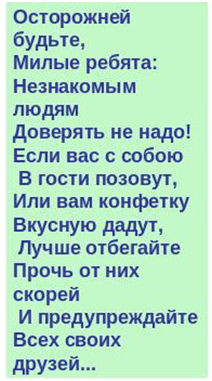 Осторожней
будьте,
Милые ребята:
Незнакомым
людям
Доверять не надо!
Если вас с собою
В гости позовут,
Или вам конфетку
Вкусную дадут,
Лучше отбегайте
Прочь от них
скорей
И предупреждайте
Всех своих
друзей...